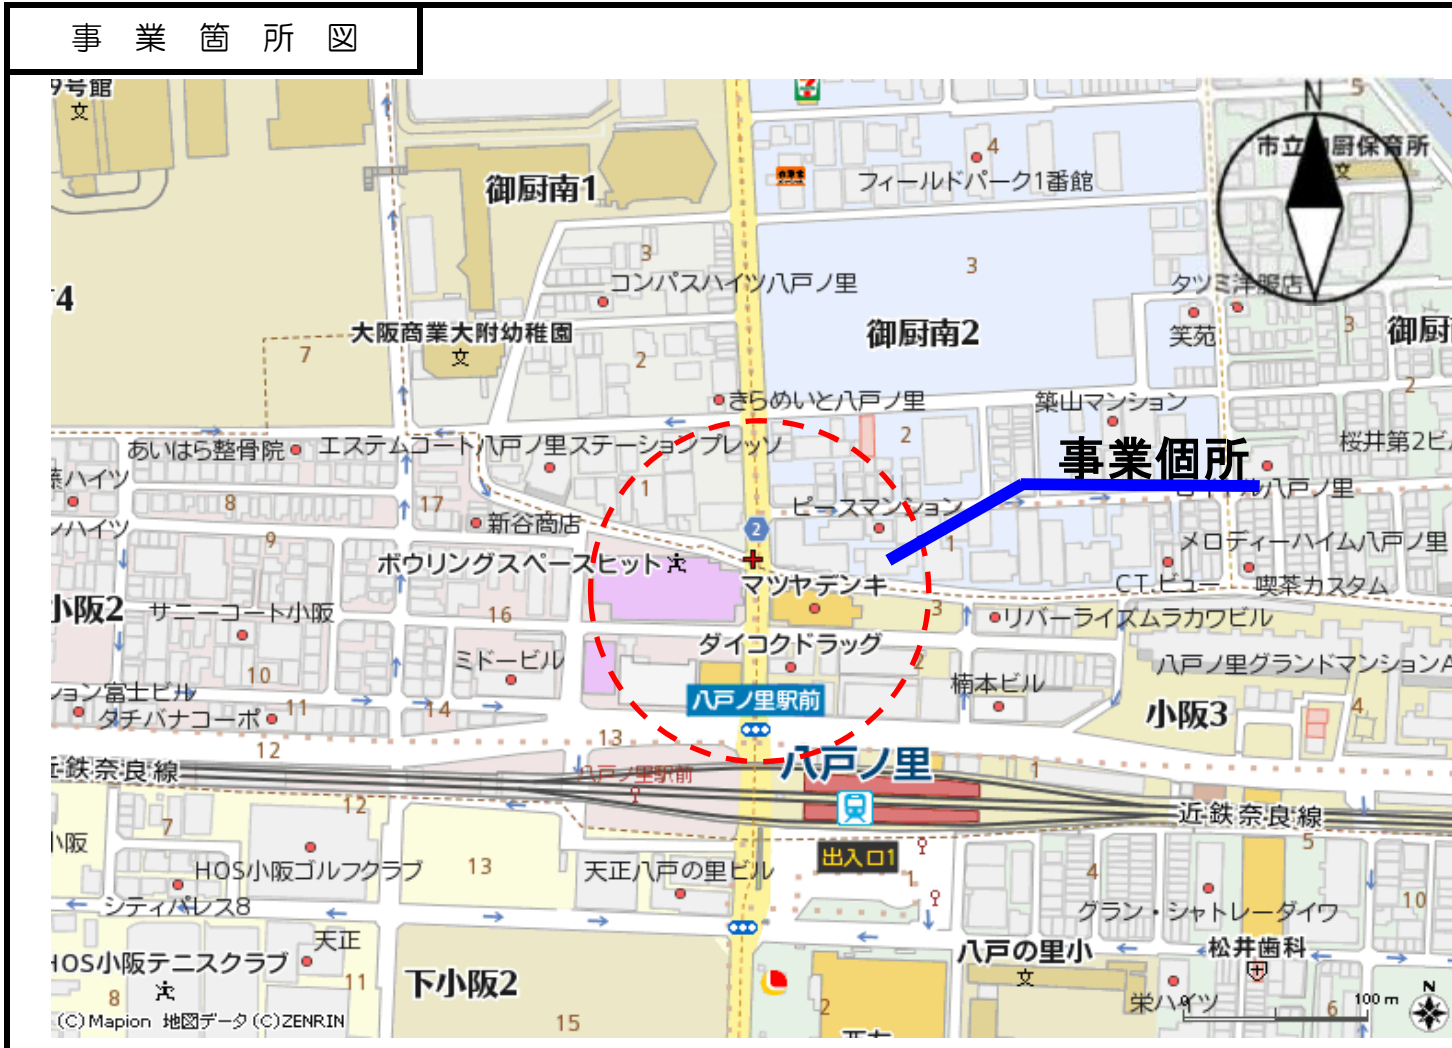 事業箇所図
9号館
文
N
5
市立
厨保育所
文
4
フィールドパーク1番館
御厨南1
3
コンパスハイツ八戸ノ里
3
タツミ洋服店
4
大阪商業大附幼稚園
文
7
2
御厨南2
笑苑
3
御厨
2
きらめいと八戸ノ里
築山マンション
あいはら整骨院
エステムコート八戸ノ里ステーションプレッソ
2
事業個所
桜井第2ビ
ハイツ
8
17
1
ピースマンション
ル八戸ノ里
新谷商店
2
ンハイツ
9
1
メロディーハイム八戸ノ里
ボウリングスペースヒット
マツヤデンキ
C.T.ビュー
喫茶カスタム
小阪2
サニーコート小阪
16
3
リバーライズムラカワビル
ダイコクドラッグ
ミドービル
2
八戸ノ里グランドマンションA
10
楠本ビル
ション富士ビル
八戸ノ里駅前
タチバナコーポ
11
14
小阪3
4
12
13
八戸ノ里
1
近鉄奈良線
八戸ノ里駅前
12
近鉄奈良線
7
小阪
出入口1
5
HOS小阪ゴルフクラブ
13
天正八戸の里ビル
1
4
10
シティパレス8
グラン・シャトレーダイワ
天正
八戸の里小
文
松井歯科
HOS小阪テニスクラブ
11
下小阪2
8
2
栄ハイツ
0
6
100m
N
(C)Mapion 地図データ(C)ZENRIN
15